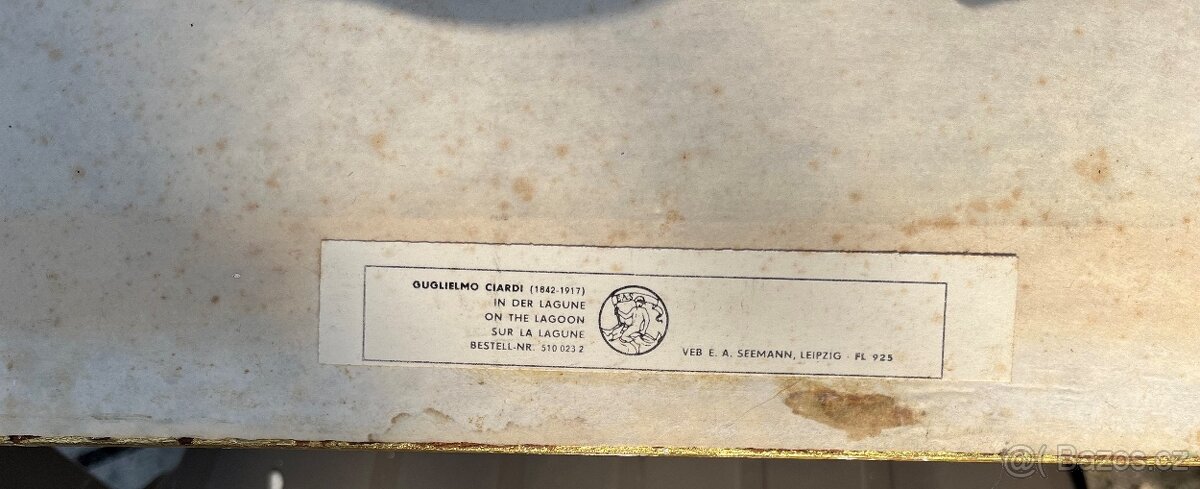 GUGLIELMO CIARDI (1842-1917)
IN DER LAGUNE
ON THE LAGOON
SUR LA LAGUNE
BESTELL-NR. 510 023 2
EAS
VEB E. A. SEEMANN, LEIPZIG · FL 925
@Bazos.cz